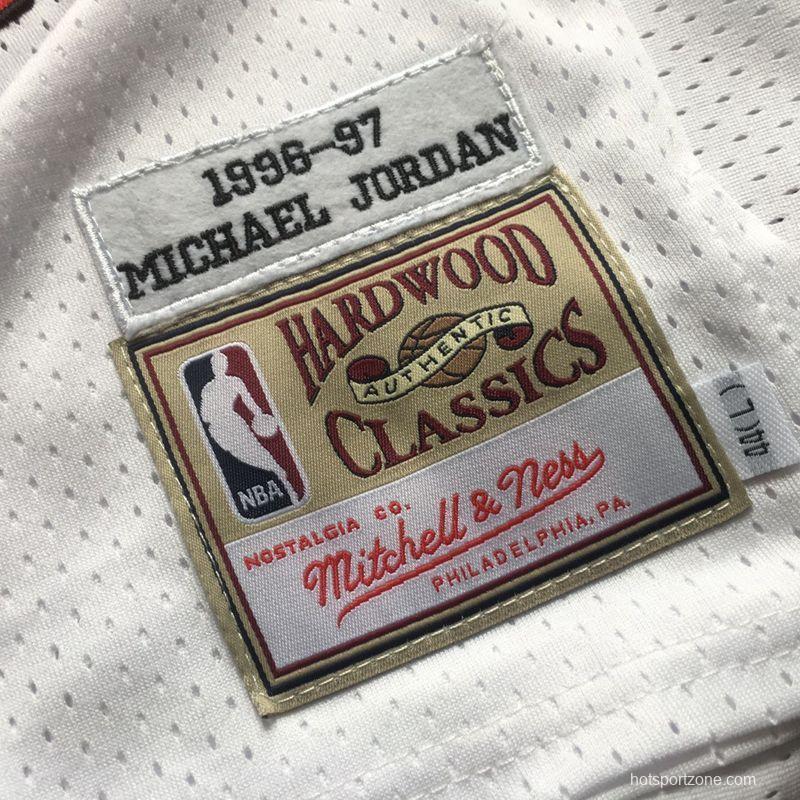 1996-97
MICHAEL JORDAN
HARDWOOD
AUTHENTIC
CLASSICS
NBA
NOSTALGIA CO.
Mitchell & Ness
PHILADELPHIA, PA.
44(L)
hotsportzone.com